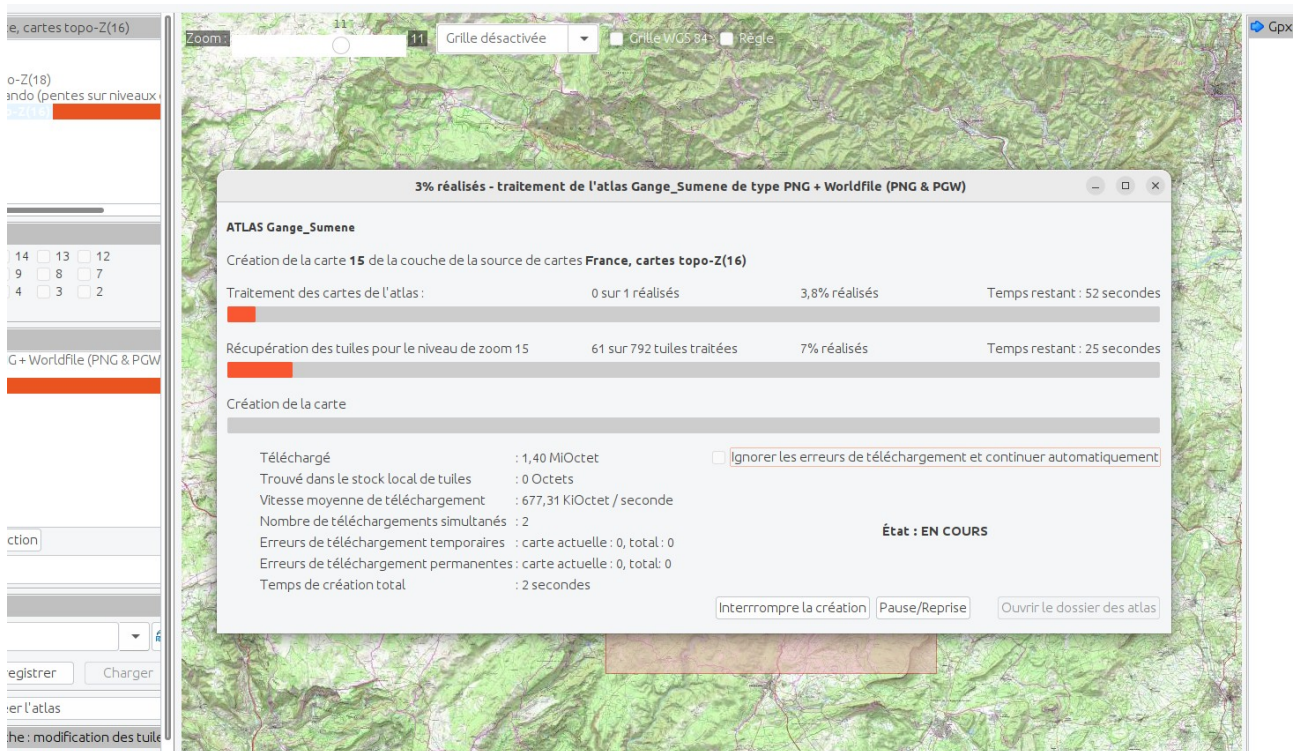 e, cartes topo-Z(16)
Zoom :
11
11
Grille désactivée
Grille WGS 84
Règle
Gpx
o-Z(18)
ando (pentes sur niveaux
o-Z(16)
14 13 12
9 8 7
4 3 2
G + Worldfile (PNG & PGW
ction
egistrer
Charger
er l'atlas
he : modification des tuile
3% réalisés - traitement de l'atlas Gange_Sumene de type PNG + Worldfile (PNG & PGW)
ATLAS Gange_Sumene
Création de la carte 15 de la couche de la source de cartes France, cartes topo-Z(16)
Traitement des cartes de l'atlas : 0 sur 1 réalisés 3,8% réalisés Temps restant : 52 secondes
Récupération des tuiles pour le niveau de zoom 15 61 sur 792 tuiles traitées 7% réalisés Temps restant : 25 secondes
Création de la carte
Téléchargé : 1,40 MiOctet
Ignorer les erreurs de téléchargement et continuer automatiquement
Trouvé dans le stock local de tuiles : 0 Octets
Vitesse moyenne de téléchargement : 677,31 KiOctet / seconde
Nombre de téléchargements simultanés : 2
État : EN COURS
Erreurs de téléchargement temporaires : carte actuelle : 0, total : 0
Erreurs de téléchargement permanentes : carte actuelle : 0, total: 0
Temps de création total : 2 secondes
Interrrompre la création
Pause/Reprise
Ouvrir le dossier des atlas